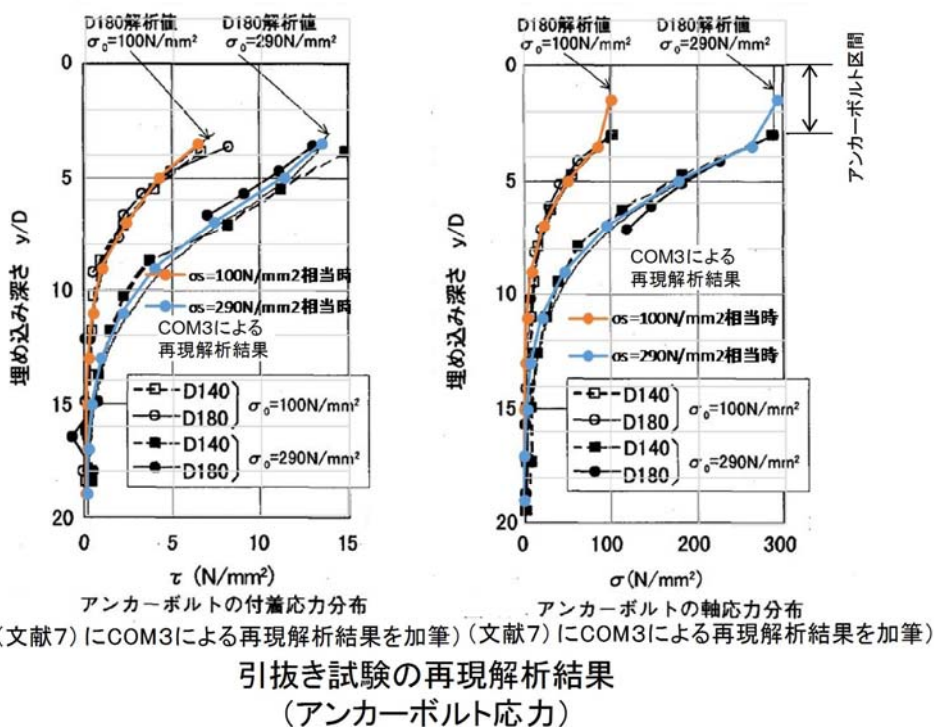 D180解析値
σ₀=100N/mm²
D180解析値
σ₀=290N/mm²
0
5
10
15
20
埋め込み深さ y/D
σs=100N/mm2相当時
σs=290N/mm2相当時
COM3による
再現解析結果
D140
D180
σ₀=100N/mm²
D140
D180
σ₀=290N/mm²
0
5
10
15
τ (N/mm²)
アンカーボルトの付着応力分布
(文献7)にCOM3による再現解析結果を加筆)
D180解析値
σ₀=100N/mm²
D180解析値
σ₀=290N/mm²
アンカーボルト区間
0
5
10
15
20
埋め込み深さ y/D
COM3による
再現解析結果
σs=100N/mm2相当時
σs=290N/mm2相当時
D140
D180
σ₀=100N/mm²
D140
D180
σ₀=290N/mm²
0
100
200
300
σ(N/mm²)
アンカーボルトの軸応力分布
(文献7)にCOM3による再現解析結果を加筆)
引抜き試験の再現解析結果
(アンカーボルト応力)